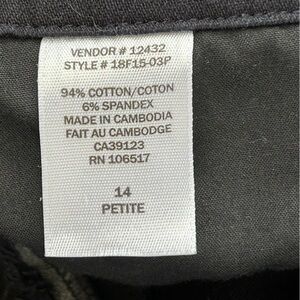 VENDOR # 12432
STYLE # 18F15-03P
94% COTTON/COTON
6% SPANDEX
MADE IN CAMBODIA
FAIT AU CAMBODGE
CA39123
RN 106517
14
PETITE